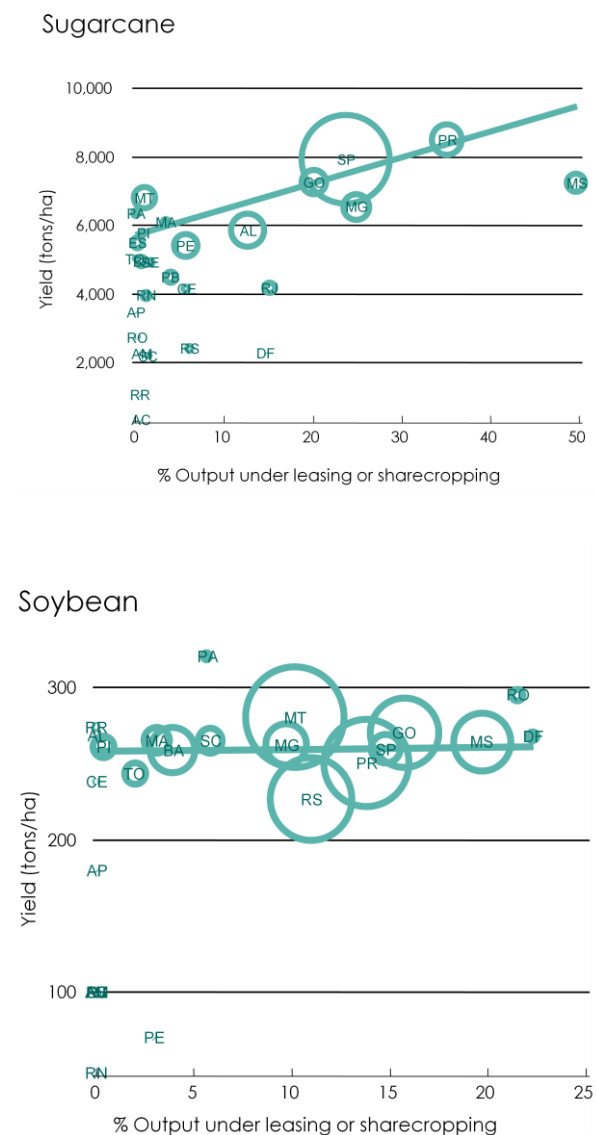 Sugarcane
10,000
8,000
6,000
4,000
2,000
Yield (tons/ha)
PR
SP
GO
MS
MT
MG
PA
MA
PI
AL
ES
PE
SE
PB
CE
RJ
RN
AP
RO
RS
AM
SC
DF
RR
AC
0 10 20 30 40 50
% Output under leasing or sharecropping
Soybean
300
200
100
Yield (tons/ha)
PA
RO
MT
RR
AL
GO
DF
PI
MA
SC
MG
MS
BA
SP
PR
TO
CE
RS
AP
PE
RN
0 5 10 15 20 25
% Output under leasing or sharecropping